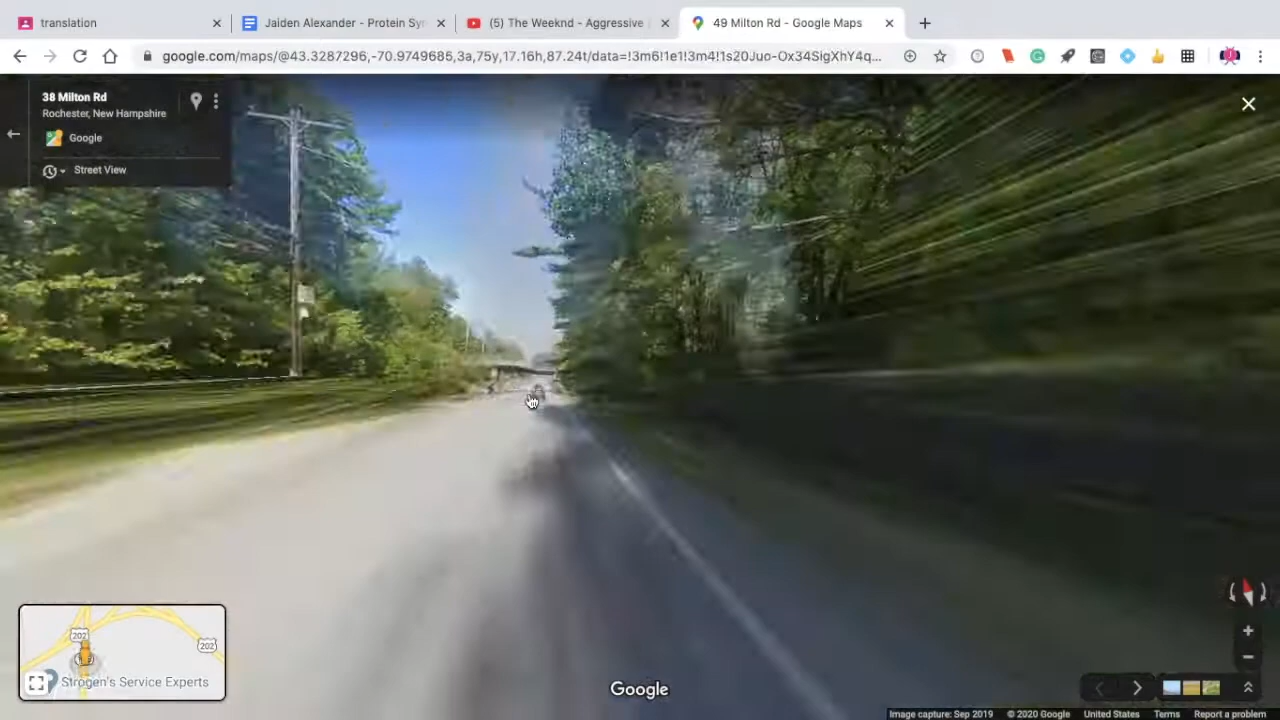 translation
Jaiden Alexander - Protein Syn
(5) The Weeknd - Aggressive
49 Milton Rd - Google Maps
google.com/maps/@43.3287296,-70.9749686,3a,75y,17.16h,87.24t/data=!3m6!1e1!3m4!1s20Juo-Ox34SigXhY4q...
38 Milton Rd
Rochester, New Hampshire
Google
Street View
202
202
Strogen's Service Experts
Google
Image capture: Sep 2019 © 2020 Google United States Terms Report a problem